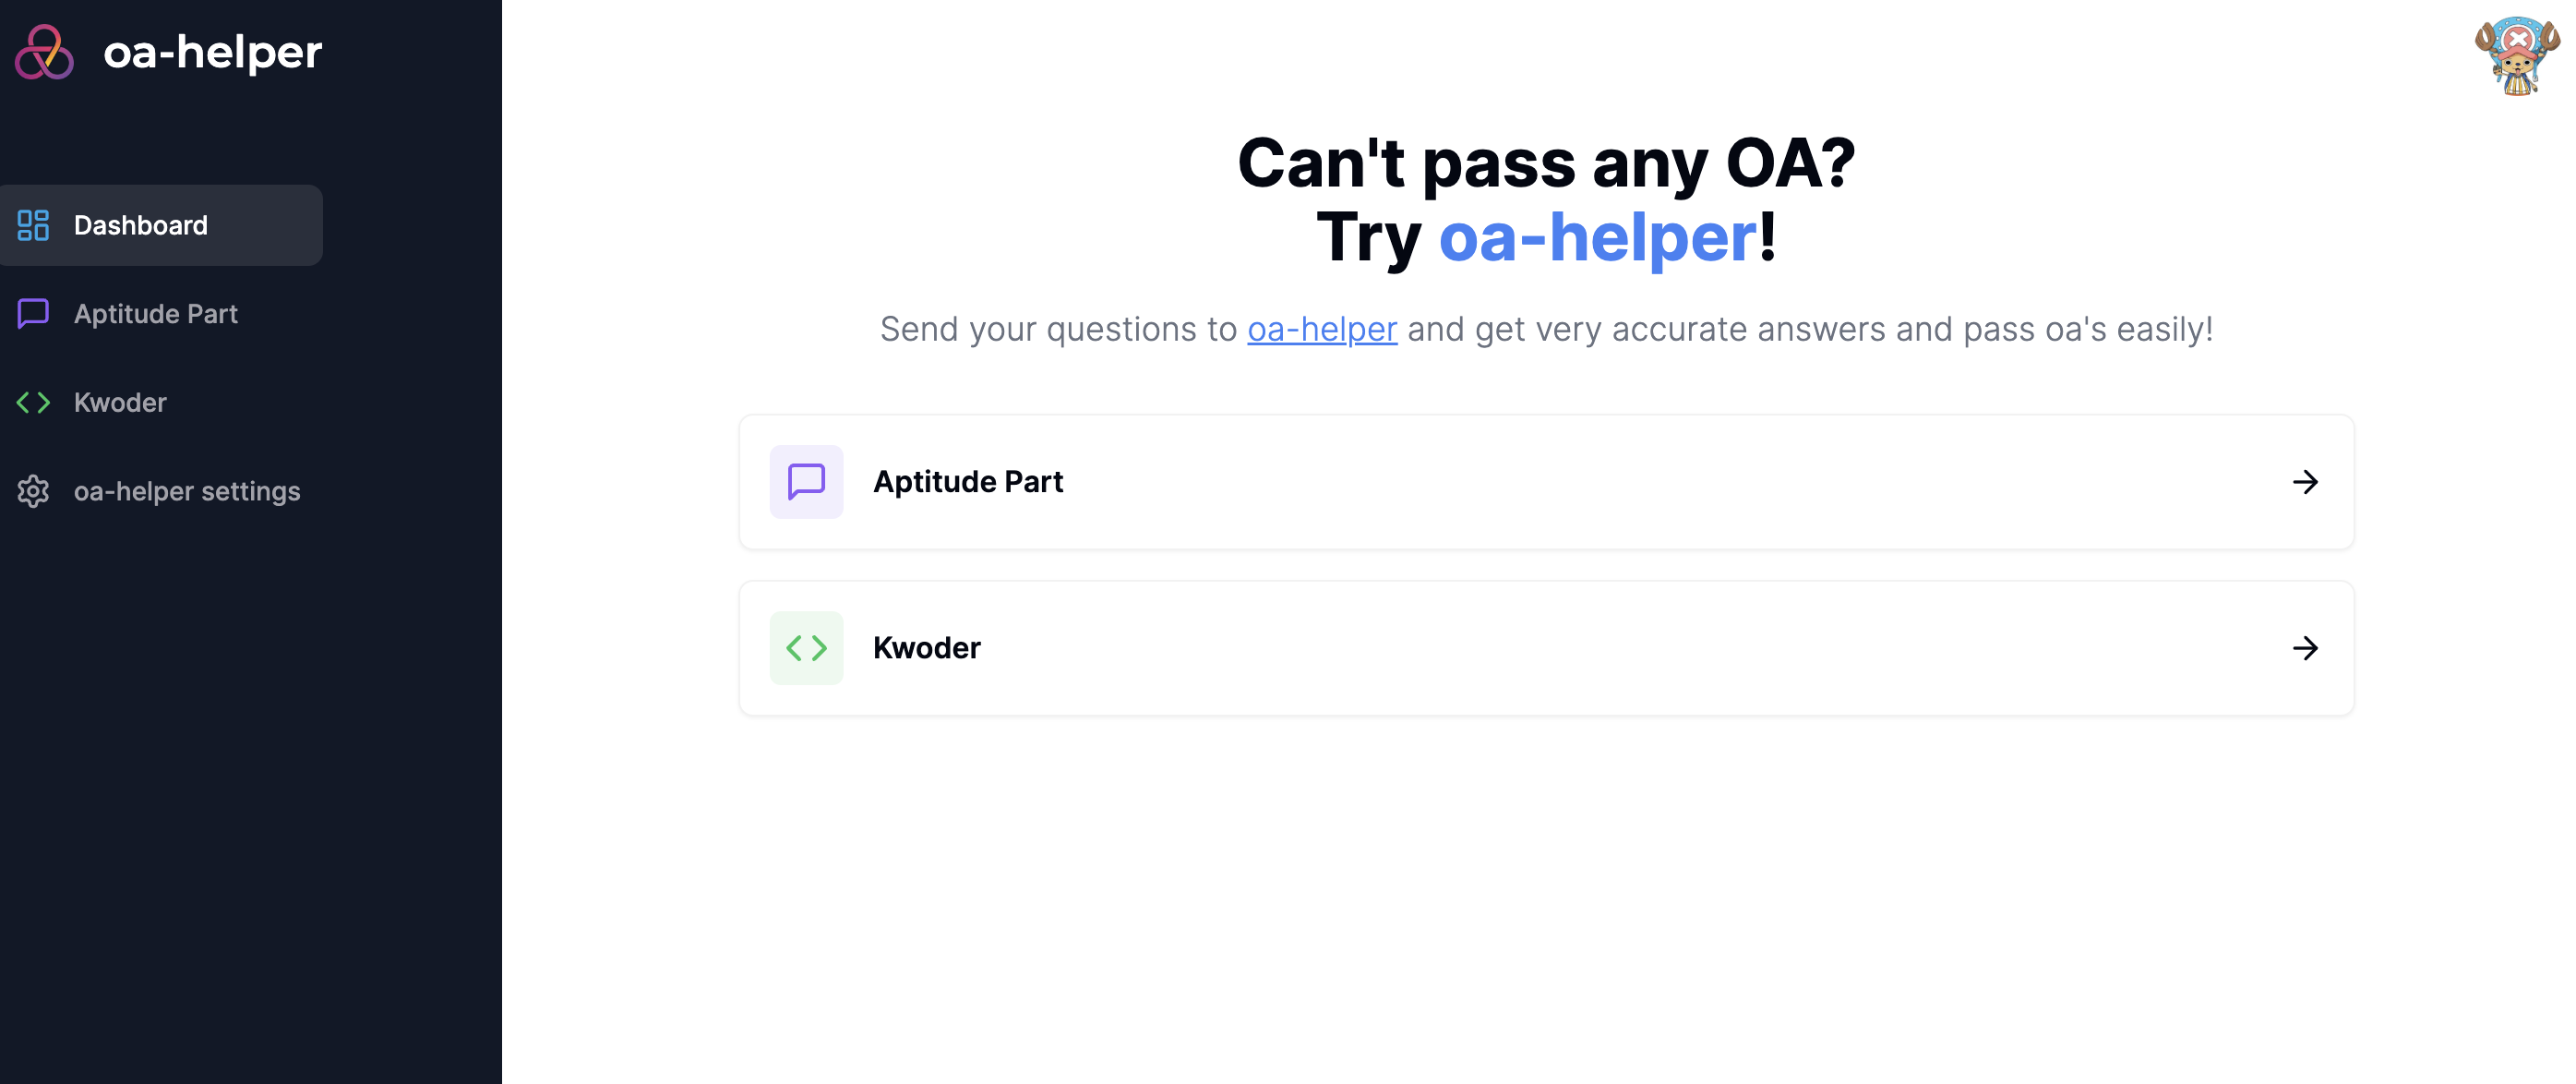 oa-helper
Dashboard
Aptitude Part
Kwoder
oa-helper settings
Can't pass any OA?
Try oa-helper!
Send your questions to oa-helper and get very accurate answers and pass oa's easily!
Aptitude Part
Kwoder